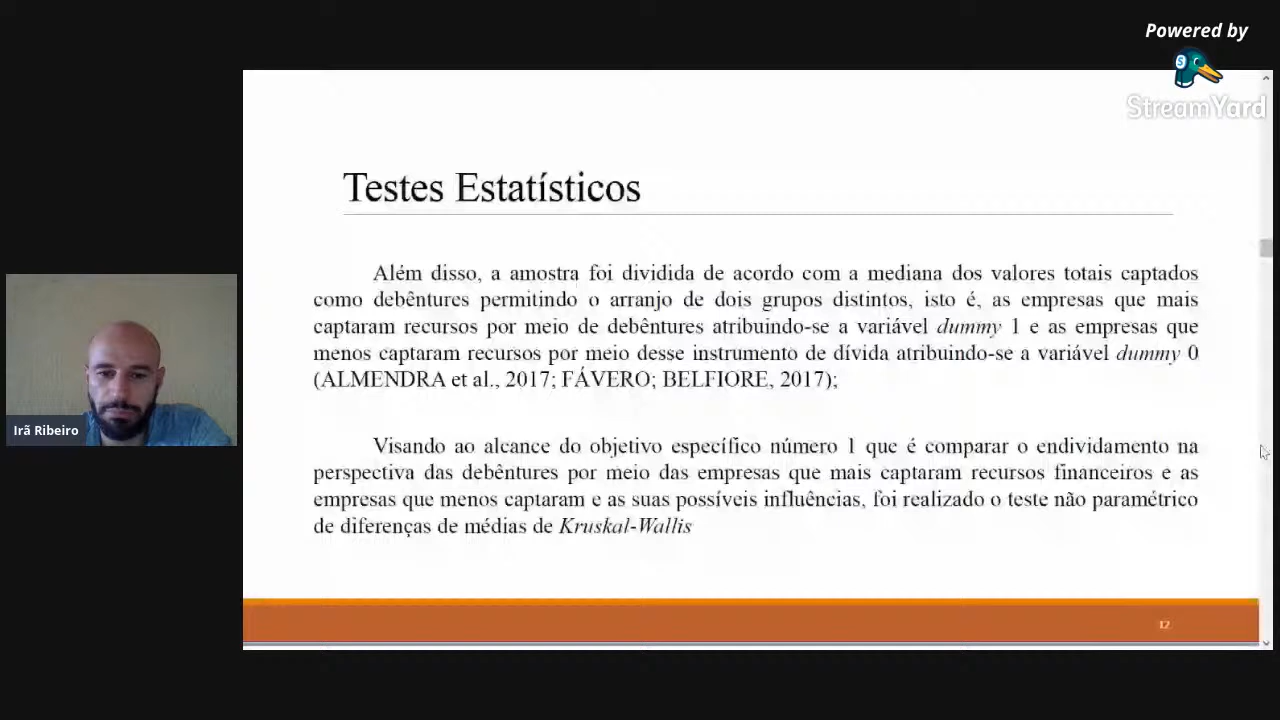 Powered by
StreamYard
Testes Estatísticos
Além disso, a amostra foi dividida de acordo com a mediana dos valores totais captados
como debêntures permitindo o arranjo de dois grupos distintos, isto é, as empresas que mais
captaram recursos por meio de debêntures atribuindo-se a variável dummy 1 e as empresas que
menos captaram recursos por meio desse instrumento de dívida atribuindo-se a variável dummy 0
(ALMENDRA et al., 2017; FÁVERO; BELFIORE, 2017);
Visando ao alcance do objetivo específico número 1 que é comparar o endividamento na
perspectiva das debêntures por meio das empresas que mais captaram recursos financeiros e as
empresas que menos captaram e as suas possíveis influências, foi realizado o teste não paramétrico
de diferenças de médias de Kruskal-Wallis
Irã Ribeiro
12